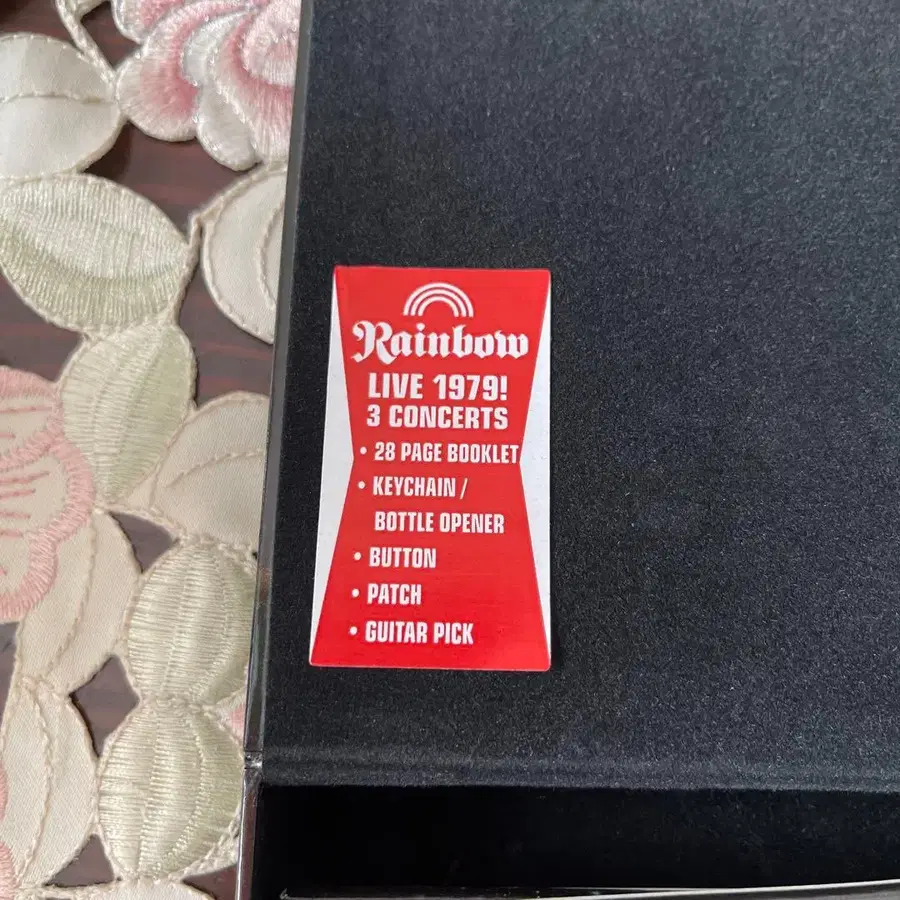 Rainbow
LIVE 1979!
3 CONCERTS
• 28 PAGE BOOKLET
• KEYCHAIN /
BOTTLE OPENER
• BUTTON
• PATCH
• GUITAR PICK